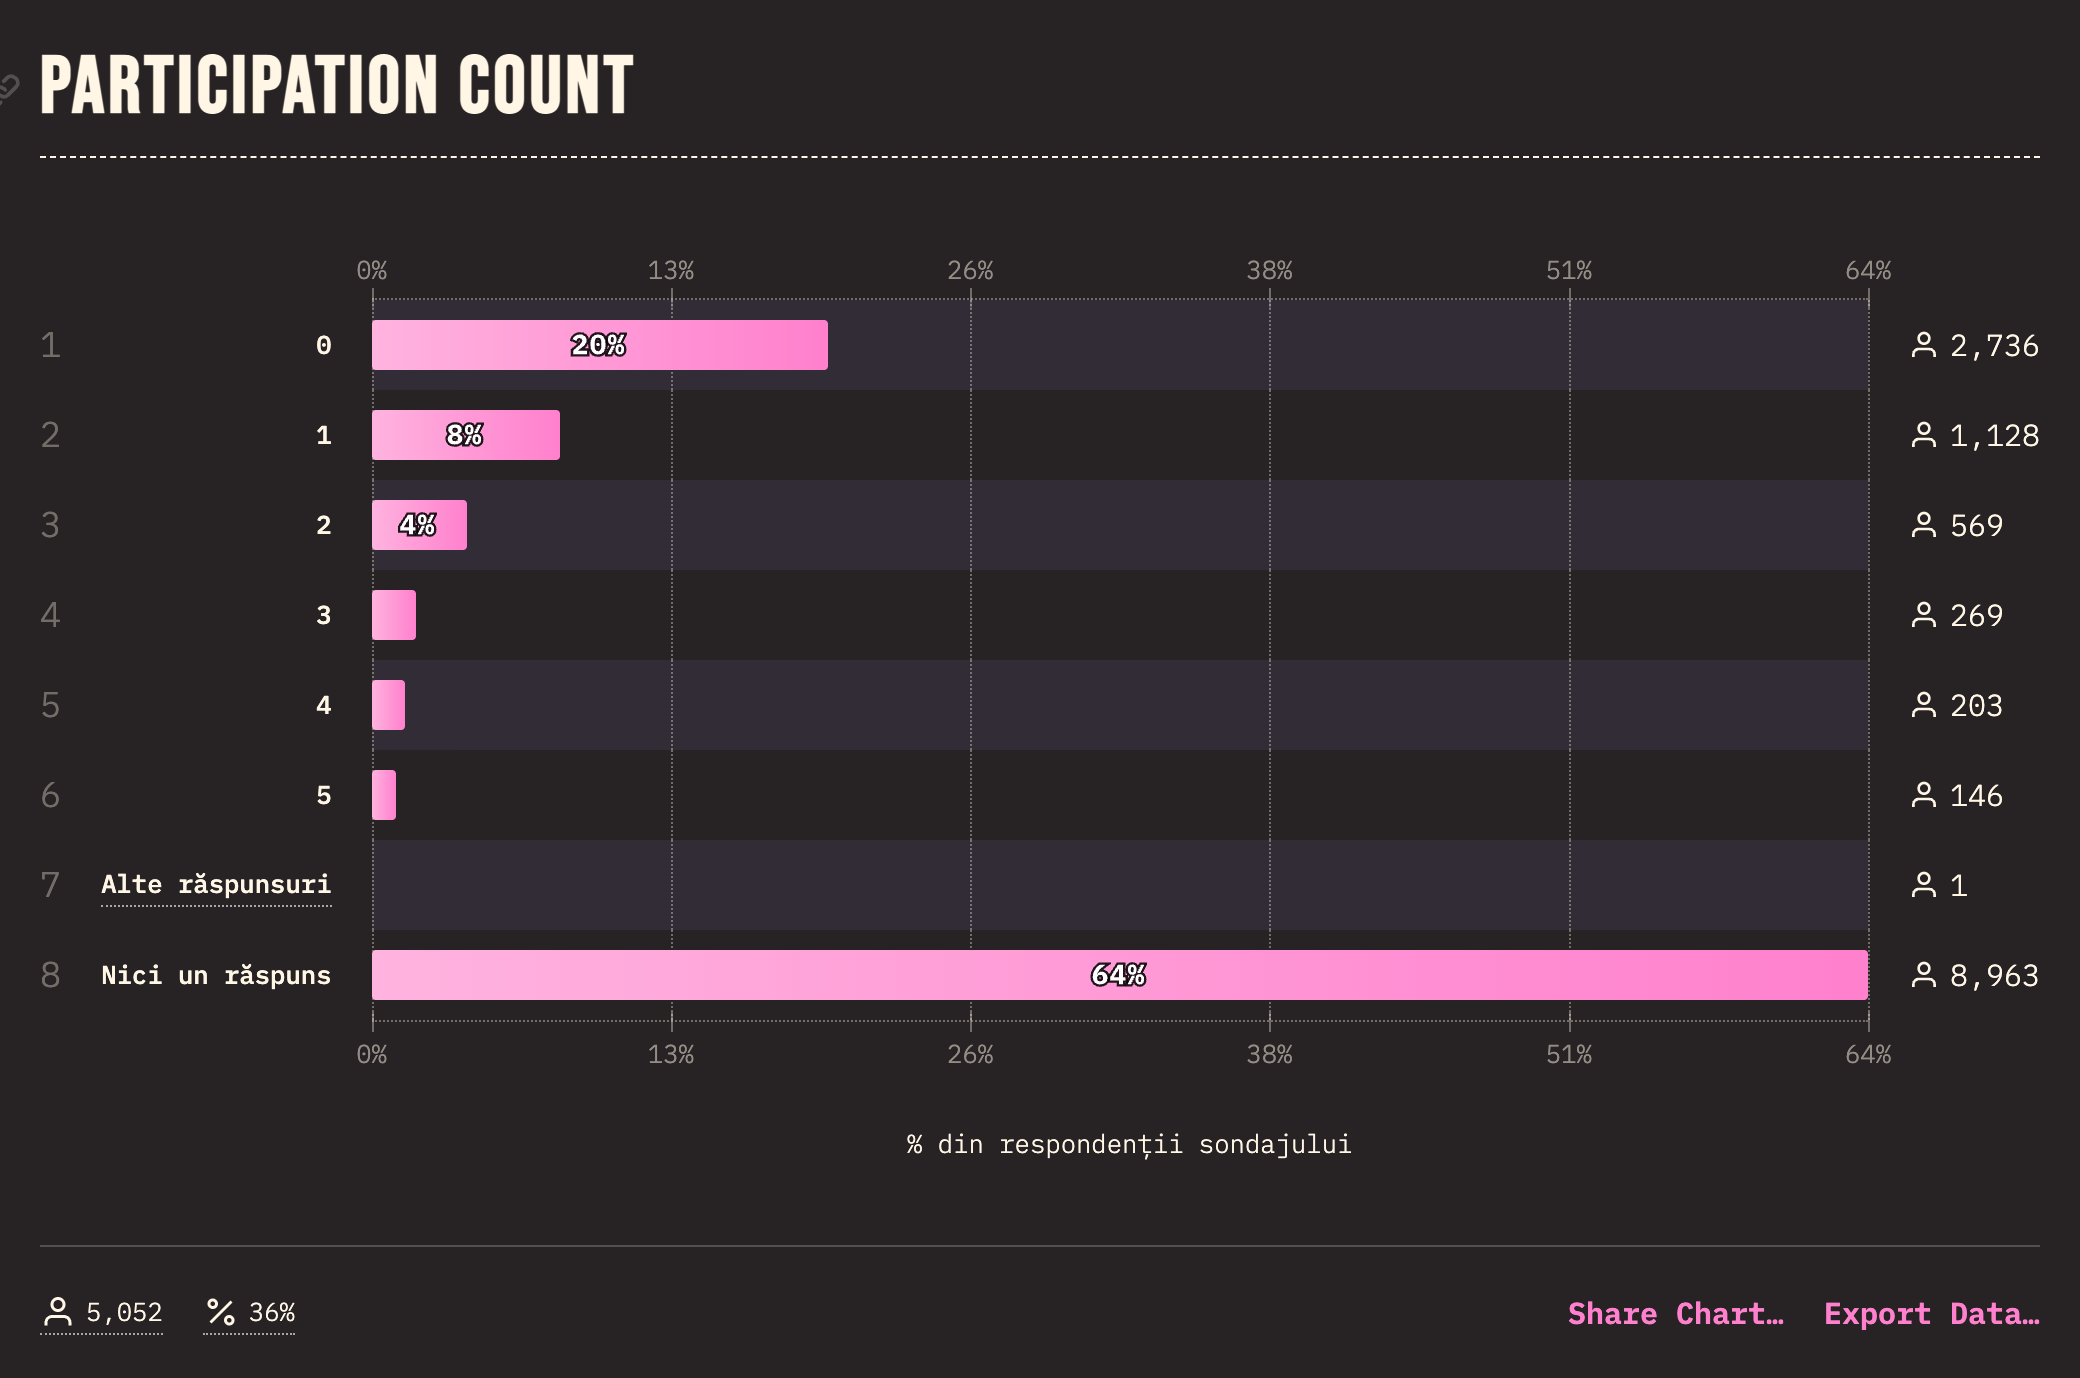 PARTICIPATION COUNT
0% 13% 26% 38% 51% 64%
1 0 20% 2,736
2 1 8% 1,128
3 2 4% 569
4 3 269
5 4 203
6 5 146
7 Alte răspunsuri 1
8 Nici un răspuns 64% 8,963
0% 13% 26% 38% 51% 64%
% din respondenții sondajului
5,052 % 36% Share Chart… Export Data…